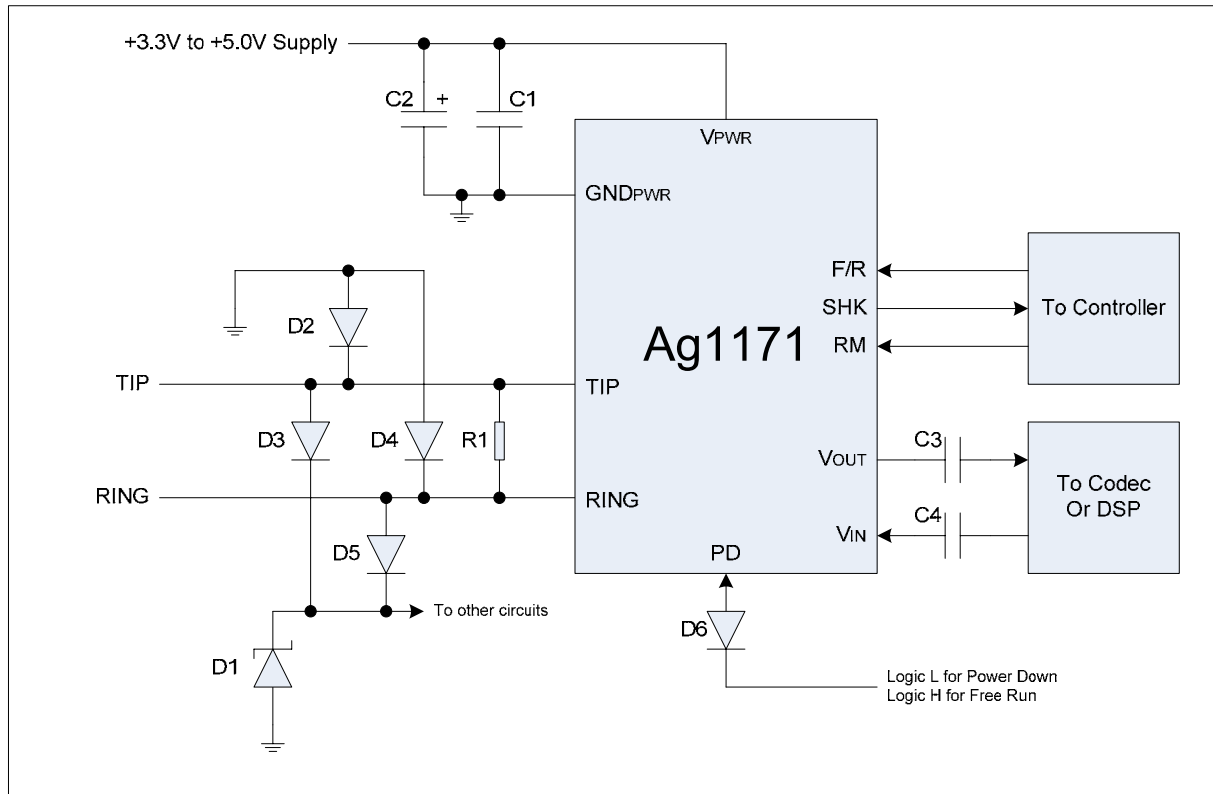 +3.3V to +5.0V Supply
C2
+
C1
VPWR
GNDPWR
F/R
SHK
RM
To Controller
D2
Ag1171
TIP
TIP
D3
D4
R1
RING
RING
VOUT
C3
To Codec
Or DSP
VIN
C4
D5
PD
To other circuits
D1
D6
Logic L for Power Down
Logic H for Free Run